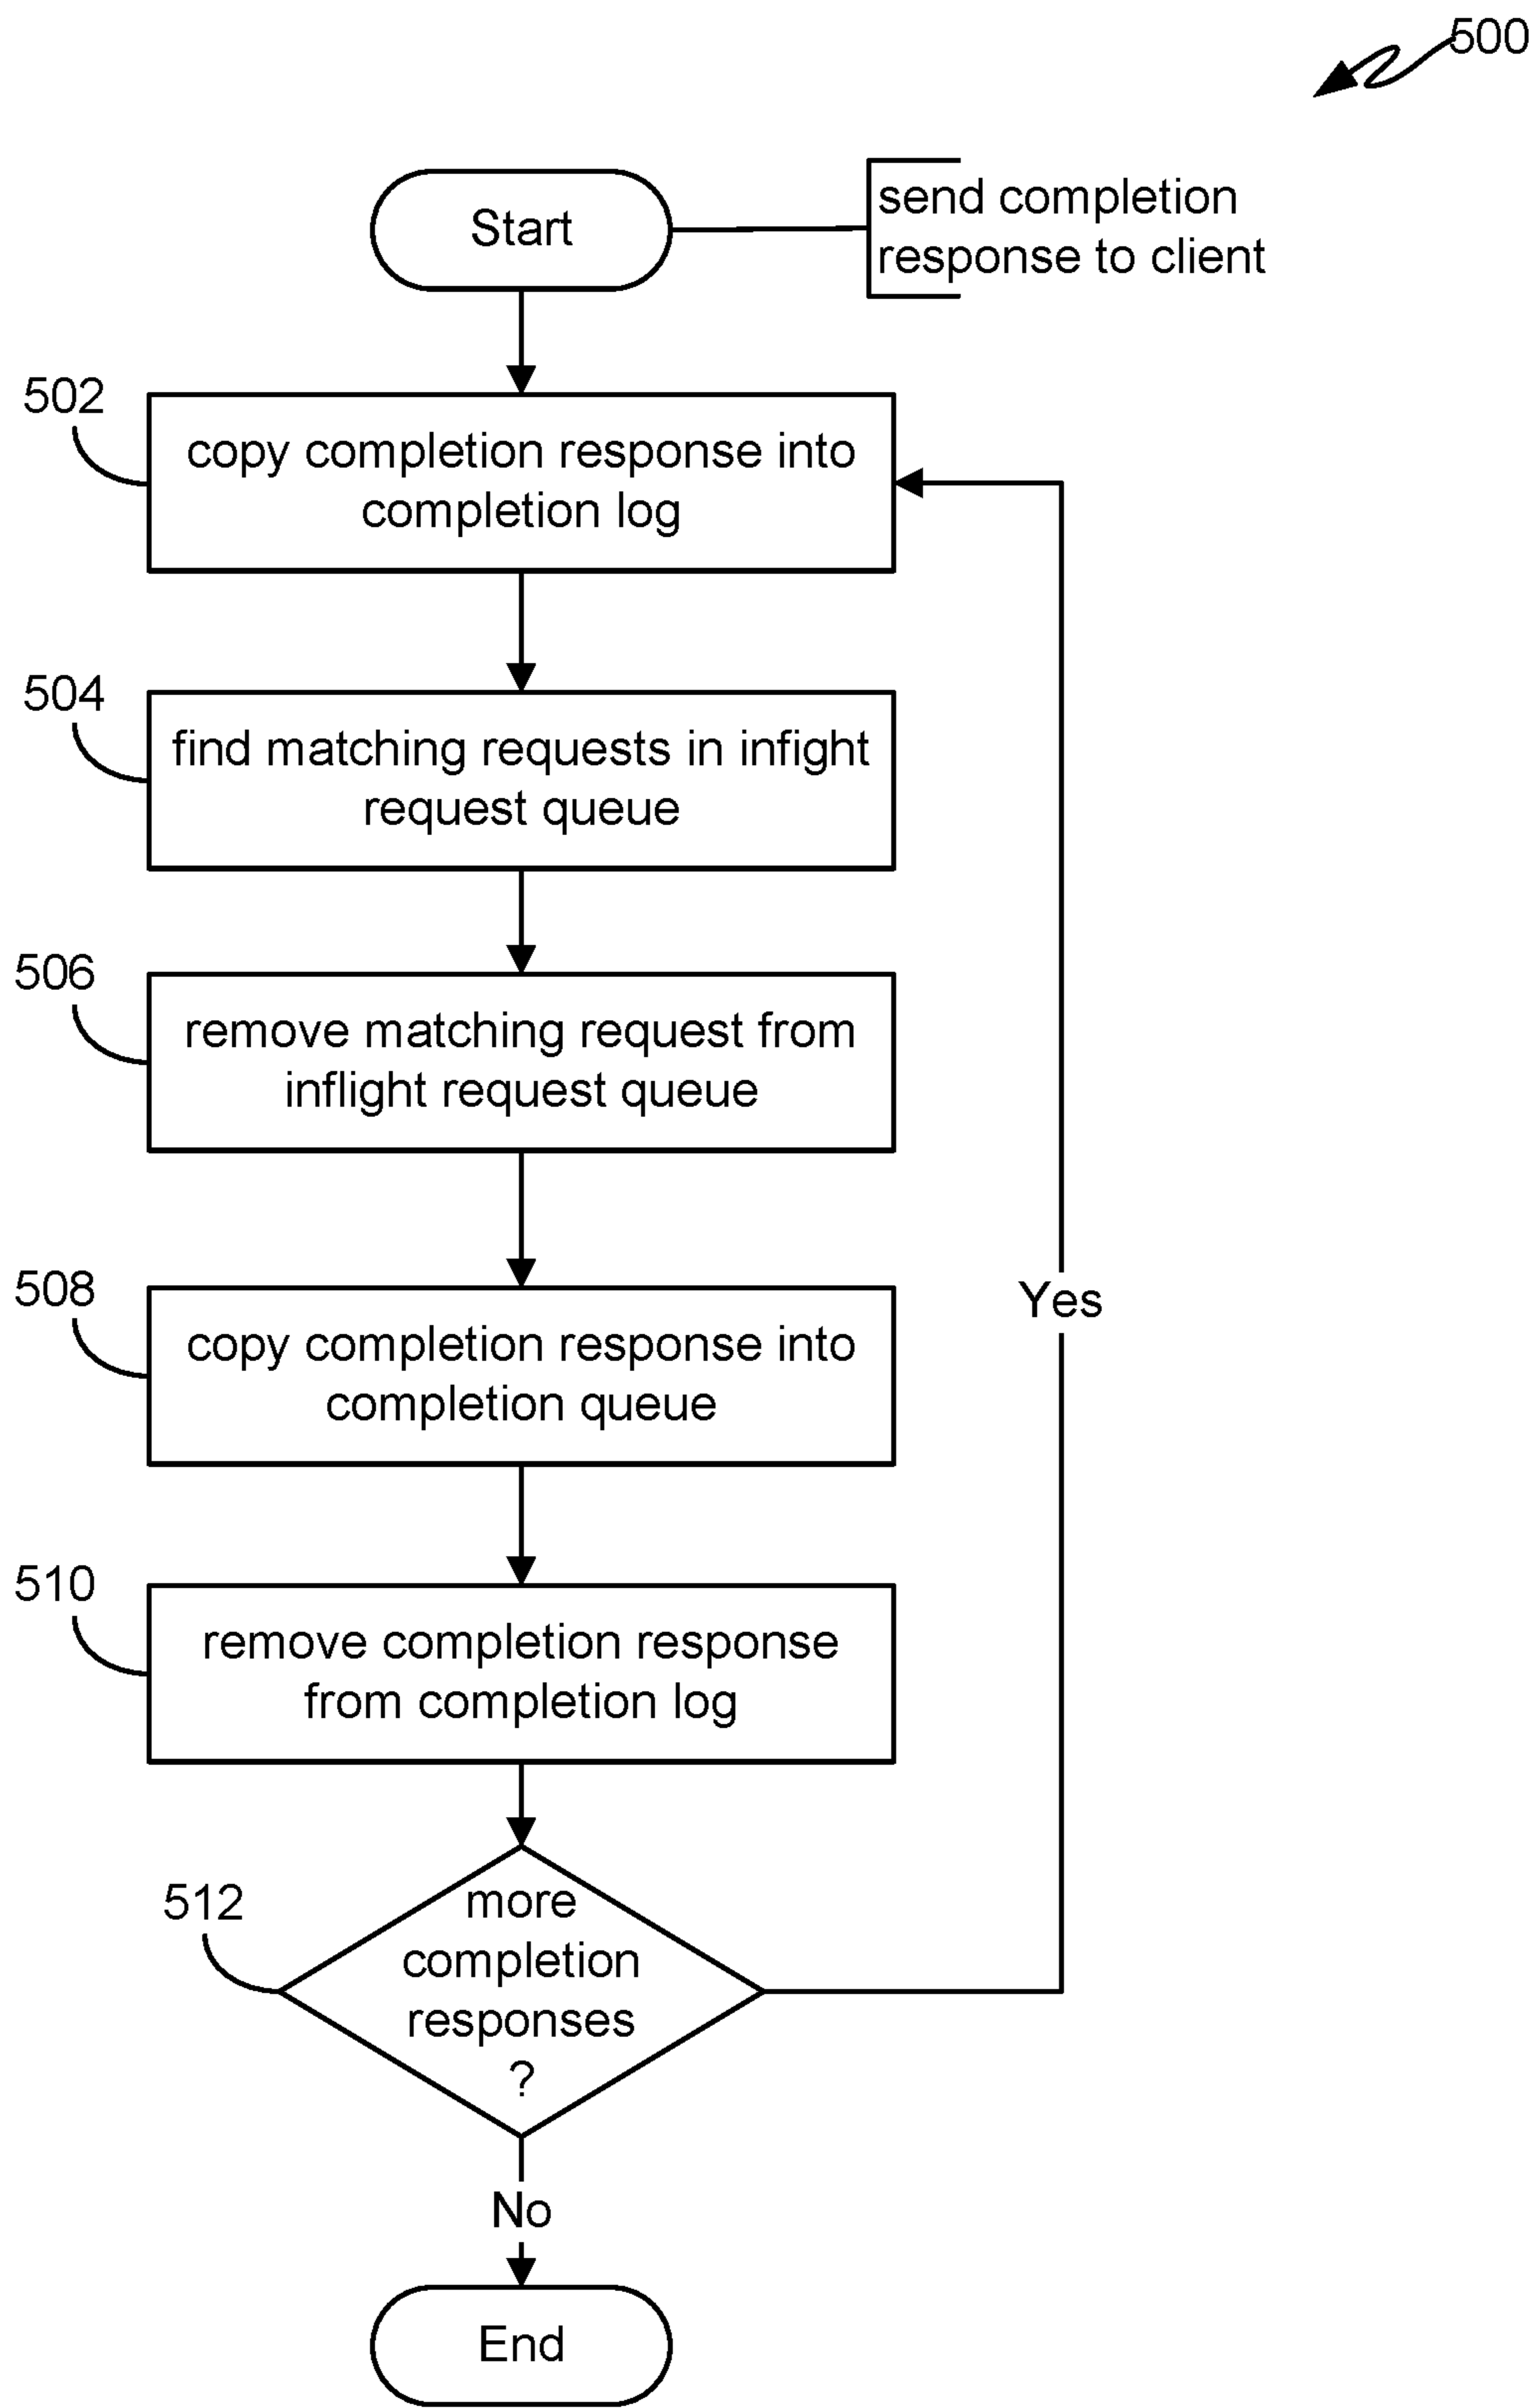 500
Start
send completion
response to client
502
copy completion response into
completion log
504
find matching requests in infight
request queue
506
remove matching request from
inflight request queue
508
copy completion response into
completion queue
Yes
510
remove completion response
from completion log
512
more
completion
responses
?
No
End